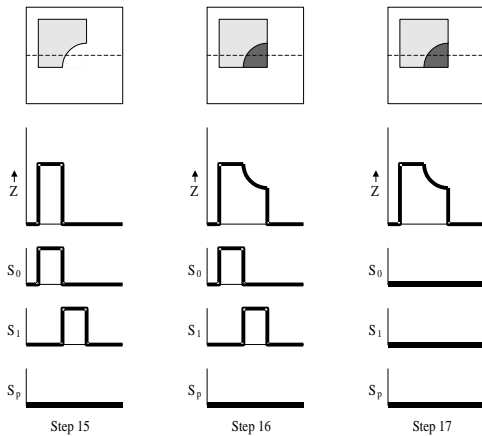 Z Z Z
S0 S0 S0
S1 S1 S1
Sp Sp Sp
Step 15 Step 16 Step 17